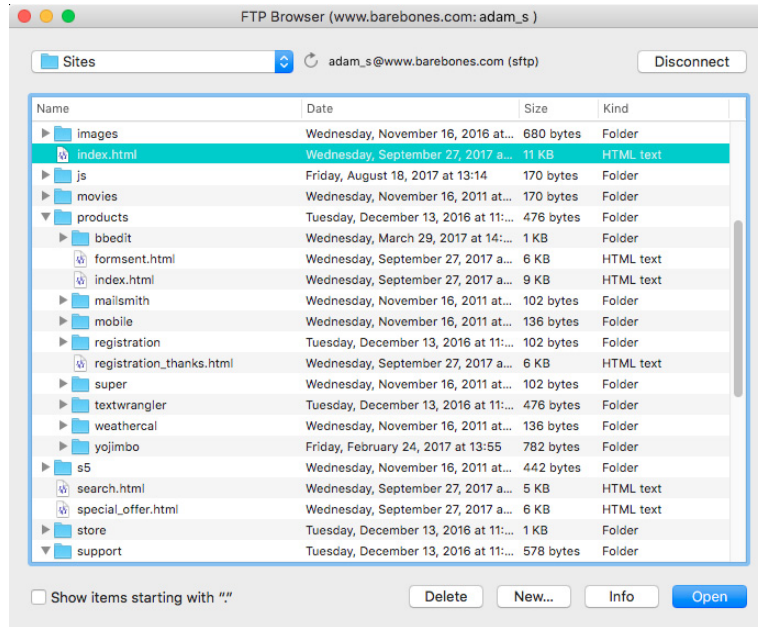 FTP Browser (www.barebones.com: adam_s )
Sites adam_s@www.barebones.com (sftp) Disconnect
Name Date Size Kind
images Wednesday, November 16, 2016 at... 680 bytes Folder
index.html Wednesday, September 27, 2017 a... 11 KB HTML text
js Friday, August 18, 2017 at 13:14 170 bytes Folder
movies Wednesday, November 16, 2011 at... 170 bytes Folder
products Tuesday, December 13, 2016 at 11:... 476 bytes Folder
bbedit Wednesday, March 29, 2017 at 14:... 1 KB Folder
formsent.html Wednesday, September 27, 2017 a... 6 KB HTML text
index.html Wednesday, September 27, 2017 a... 9 KB HTML text
mailsmith Wednesday, November 16, 2011 at... 102 bytes Folder
mobile Wednesday, November 16, 2011 at... 136 bytes Folder
registration Tuesday, December 13, 2016 at 11:... 102 bytes Folder
registration_thanks.html Wednesday, September 27, 2017 a... 6 KB HTML text
super Wednesday, November 16, 2011 at... 102 bytes Folder
textwrangler Tuesday, December 13, 2016 at 11:... 476 bytes Folder
weathercal Wednesday, November 16, 2011 at... 136 bytes Folder
yojimbo Friday, February 24, 2017 at 13:55 782 bytes Folder
s5 Wednesday, November 16, 2011 at... 442 bytes Folder
search.html Wednesday, September 27, 2017 a... 5 KB HTML text
special_offer.html Wednesday, September 27, 2017 a... 6 KB HTML text
store Tuesday, December 13, 2016 at 11:... 1 KB Folder
support Tuesday, December 13, 2016 at 11:... 578 bytes Folder
Show items starting with “.” Delete New... Info Open